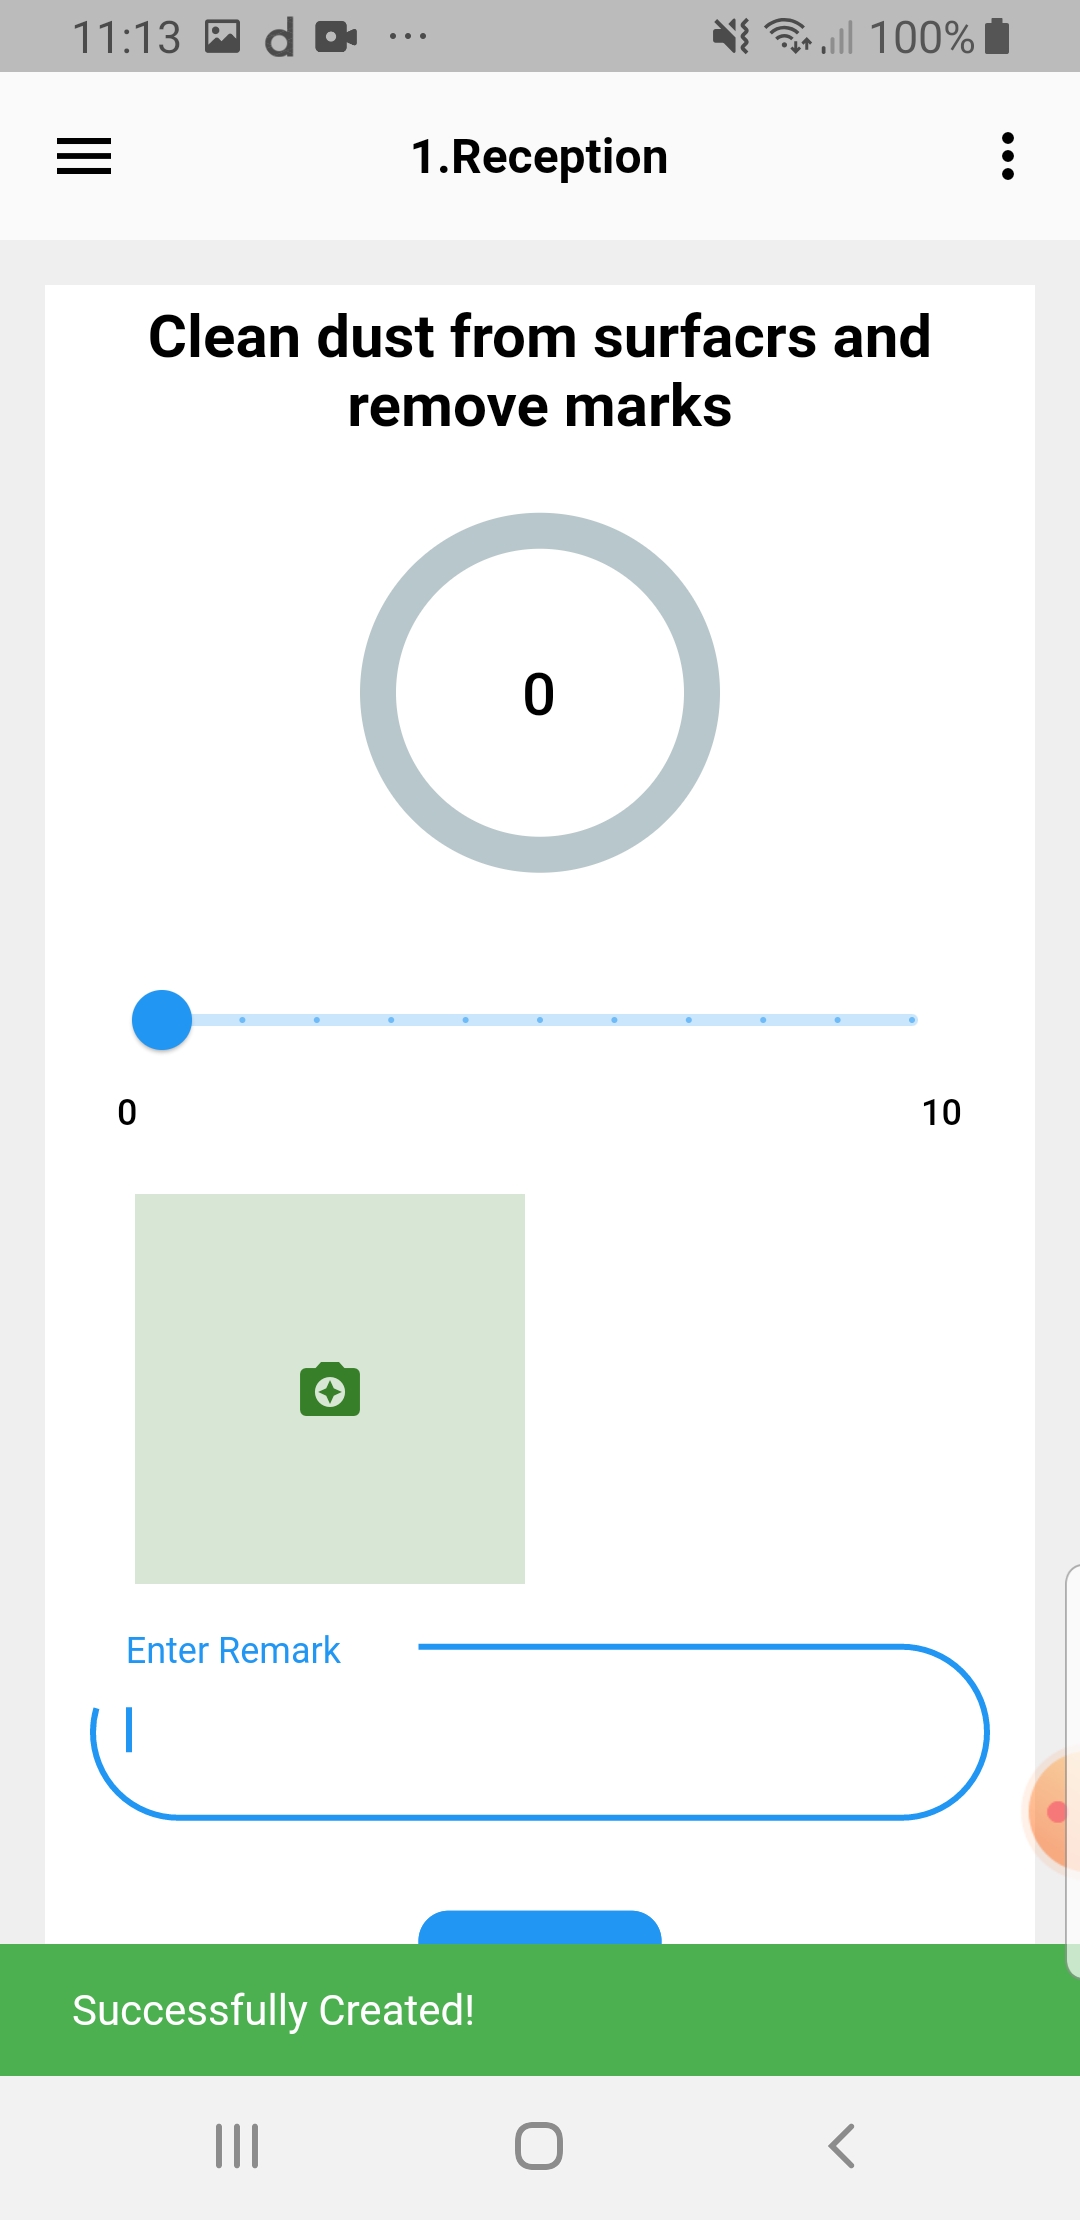 11:13 100%
1.Reception
Clean dust from surfacrs and
remove marks
0
0 10
Enter Remark
Successfully Created!